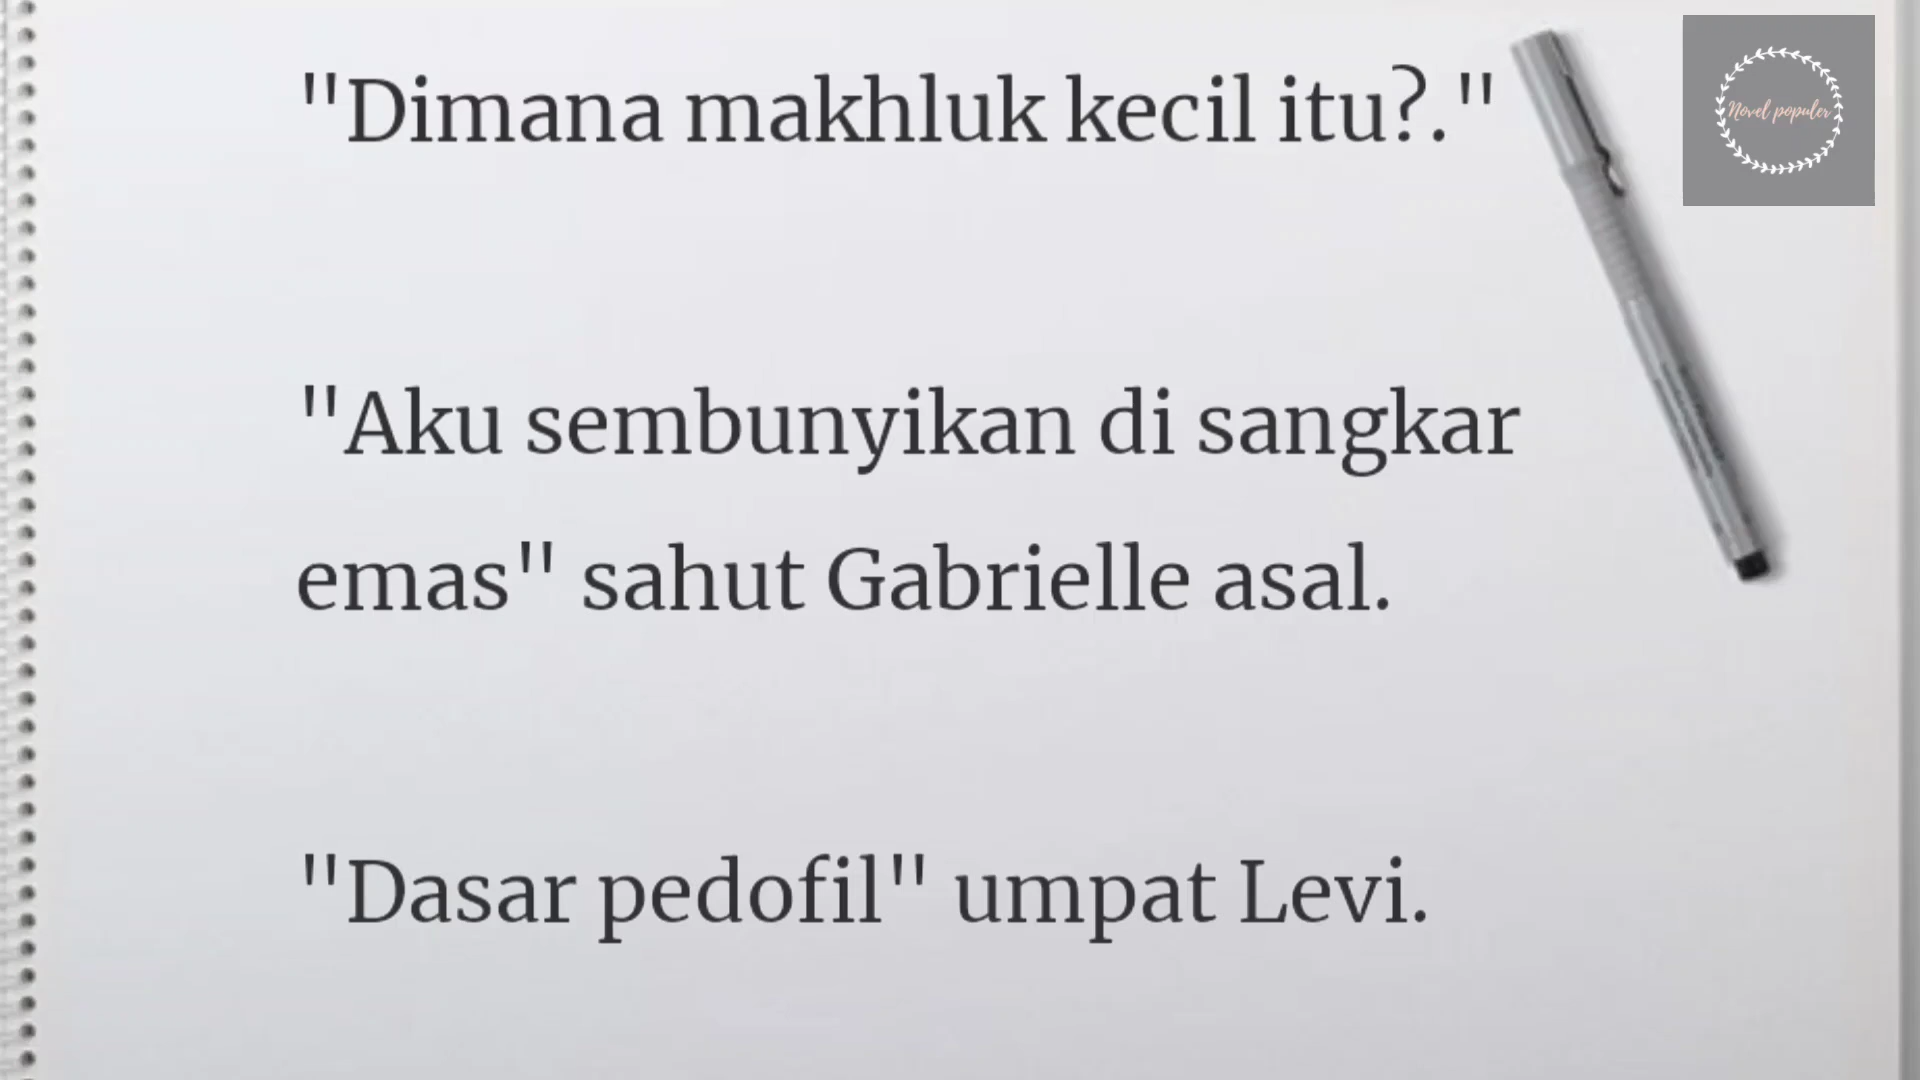 "Dimana makhluk kecil itu?."
Novel populer
"Aku sembunyikan di sangkar
emas" sahut Gabrielle asal.
"Dasar pedofil" umpat Levi.